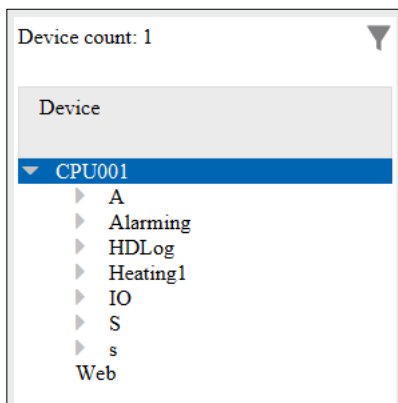 Device count: 1
Device
CPU001
A
Alarming
HDLog
Heating1
IO
S
s
Web